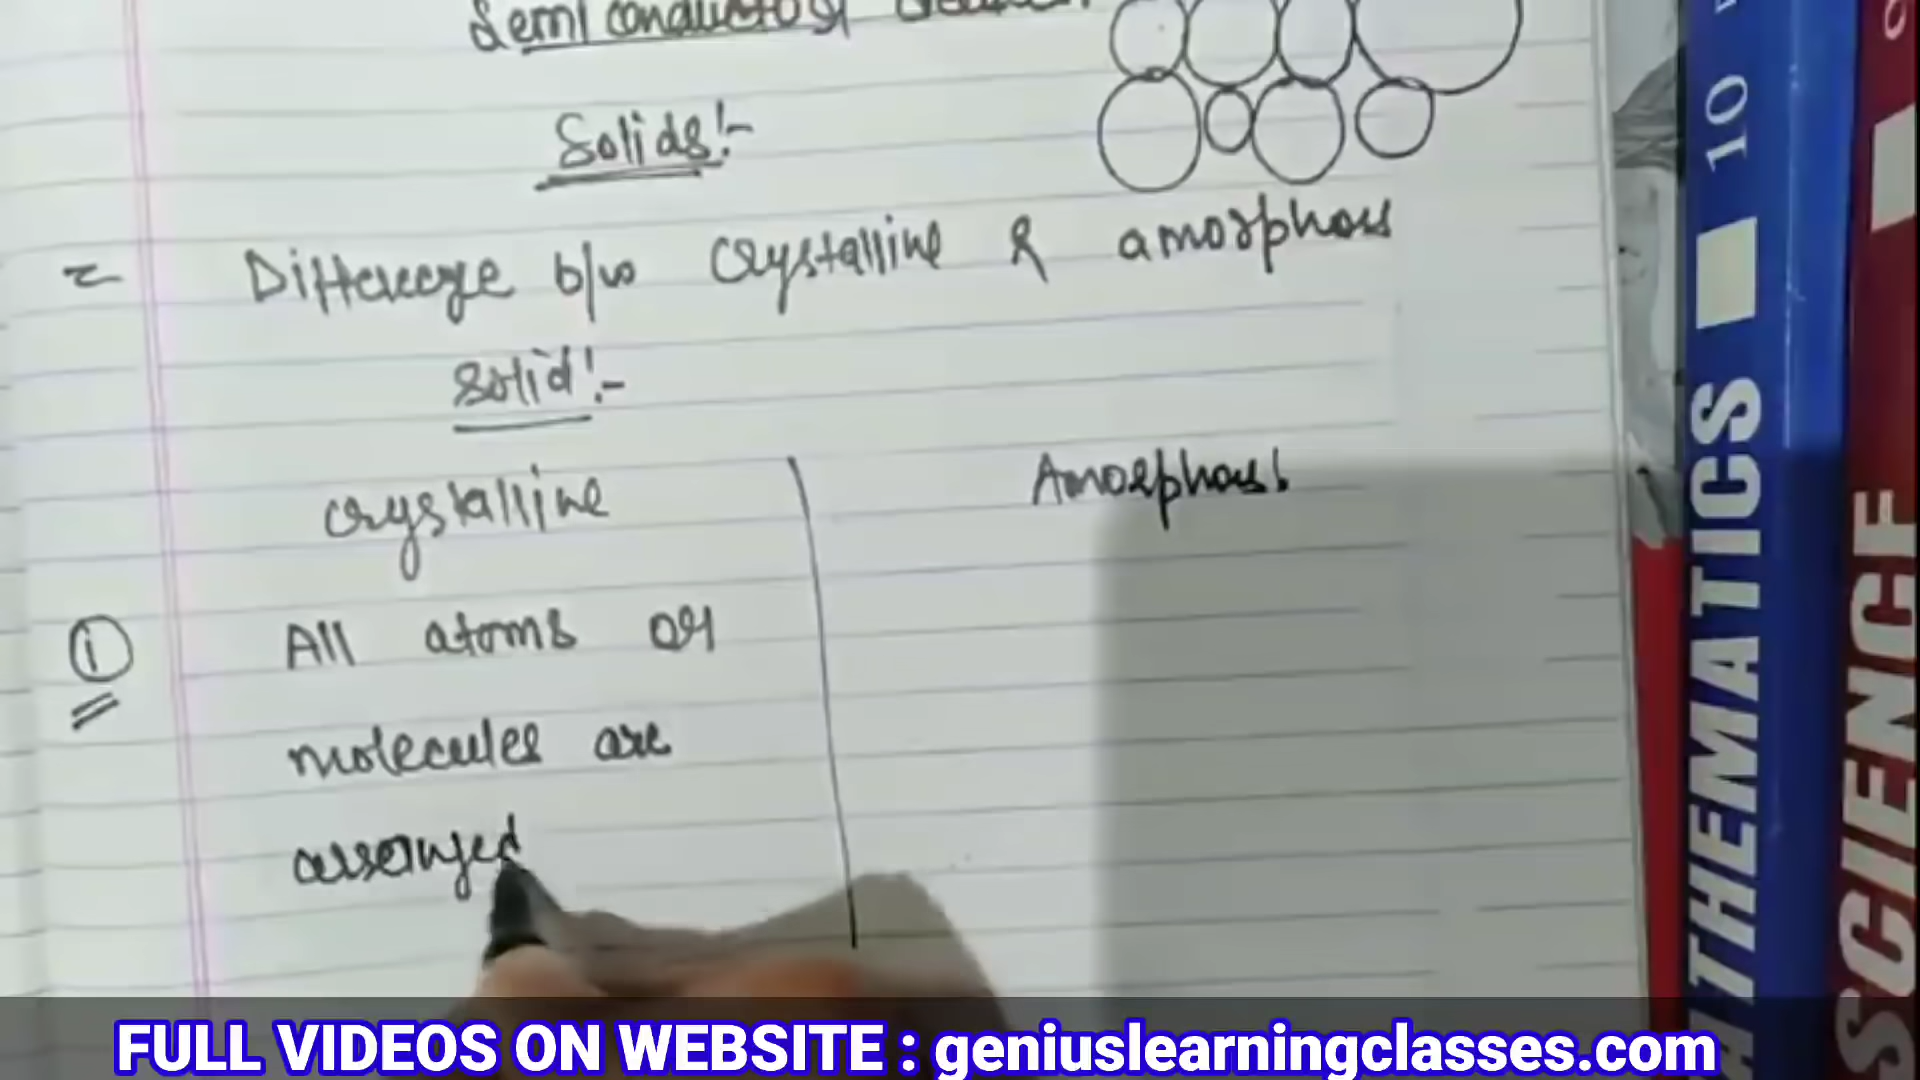 Semiconductor
Solids:-
= Difference b/w crystalline & amorphous
Solid:-
crystalline
Amorphous
① All atoms or
molecules are
arranged
10
MATHEMATICS
SCIENCE
FULL VIDEOS ON WEBSITE : geniuslearningclasses.com